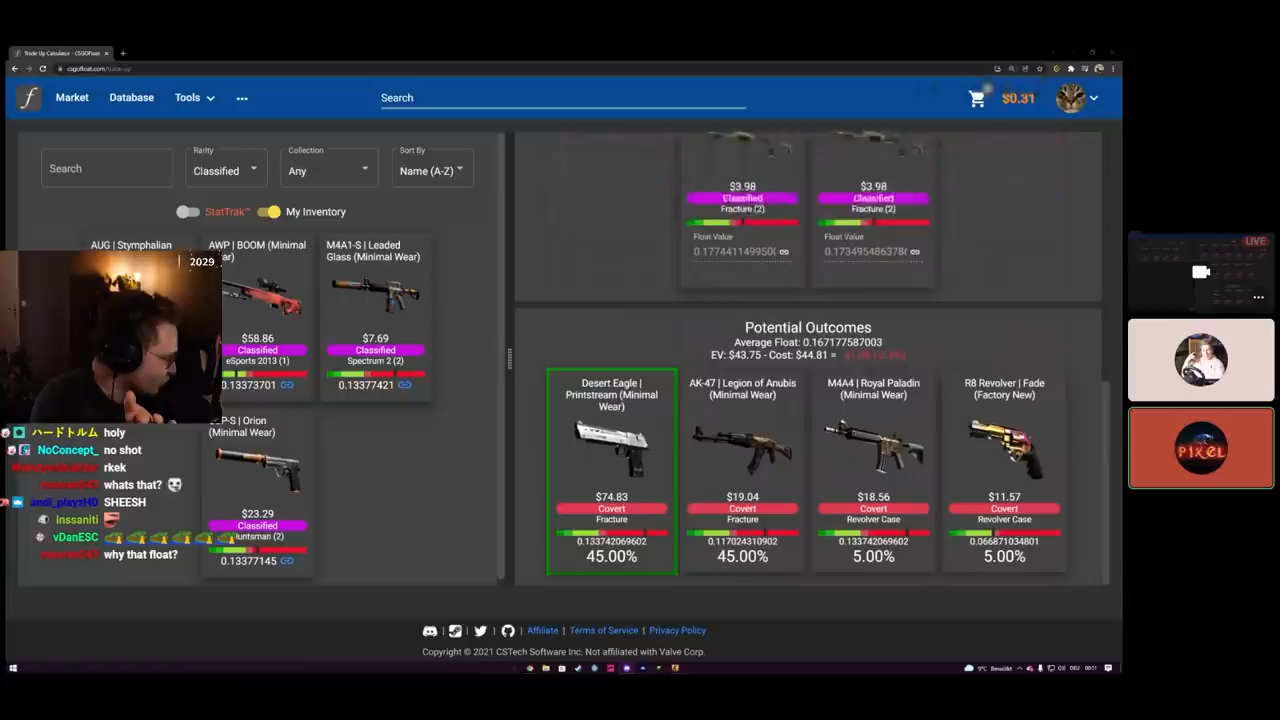 Trade Up Calculator - CSGOFloat
csgofloat.com/trade-up
Market
Database
Tools
Search
$0.31
Search
Rarity
Classified
Collection
Any
Sort By
Name (A-Z)
StatTrak™
My Inventory
AUG | Stymphalian
AWP | BOOM (Minimal
M4A1-S | Leaded
Glass (Minimal Wear)
$58.86
Classified
eSports 2013 (1)
0.13373701
$7.69
Classified
Spectrum 2 (2)
0.13377421
P-S | Orion
(Minimal Wear)
$23.29
Classified
untsman (2)
0.13377145
2029
ハードトルム holy
NoConcept_ no shot
rkek
whats that?
andi_playzHD SHEESH
inssaniti
vDanESC
why that float?
$3.98
Classified
Fracture (2)
Float Value
0.177441149950
$3.98
Classified
Fracture (2)
Float Value
0.173495486378
Potential Outcomes
Average Float: 0.167177587003
EV: $43.75 - Cost: $44.81 =
Desert Eagle |
Printstream (Minimal
Wear)
$74.83
Covert
Fracture
0.133742069602
45.00%
AK-47 | Legion of Anubis
(Minimal Wear)
$19.04
Covert
Fracture
0.117024310902
45.00%
M4A4 | Royal Paladin
(Minimal Wear)
$18.56
Covert
Revolver Case
0.133742069602
5.00%
R8 Revolver | Fade
(Factory New)
$11.57
Covert
Revolver Case
0.066871034801
5.00%
LIVE
PIXEL
Affiliate | Terms of Service | Privacy Policy
Copyright © 2021 CSTech Software Inc. Not affiliated with Valve Corp.
9°C Bewölkt
DEU
00:51